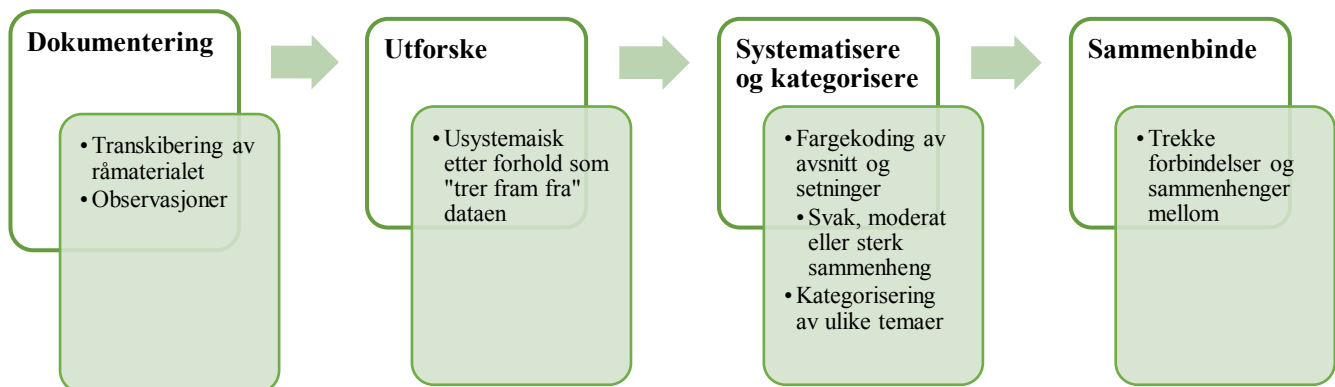 Dokumentering
• Transkibering av
råmaterialet
• Observasjoner
Utforske
• Usystemaisk
etter forhold som
"trer fram fra"
dataen
Systematisere
og kategorisere
• Fargekoding av
avsnitt og
setninger
• Svak, moderat
eller sterk
sammenheng
• Kategorisering
av ulike temaer
Sammenbinde
• Trekke
forbindelser og
sammenhenger
mellom